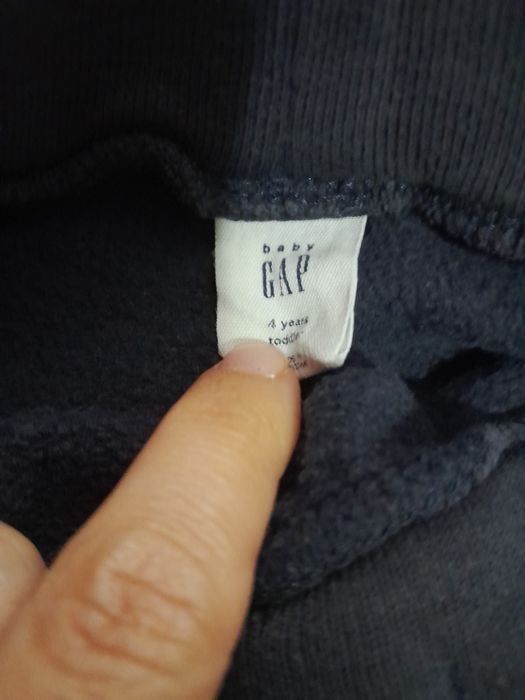 baby
GAP
4 years
toddler